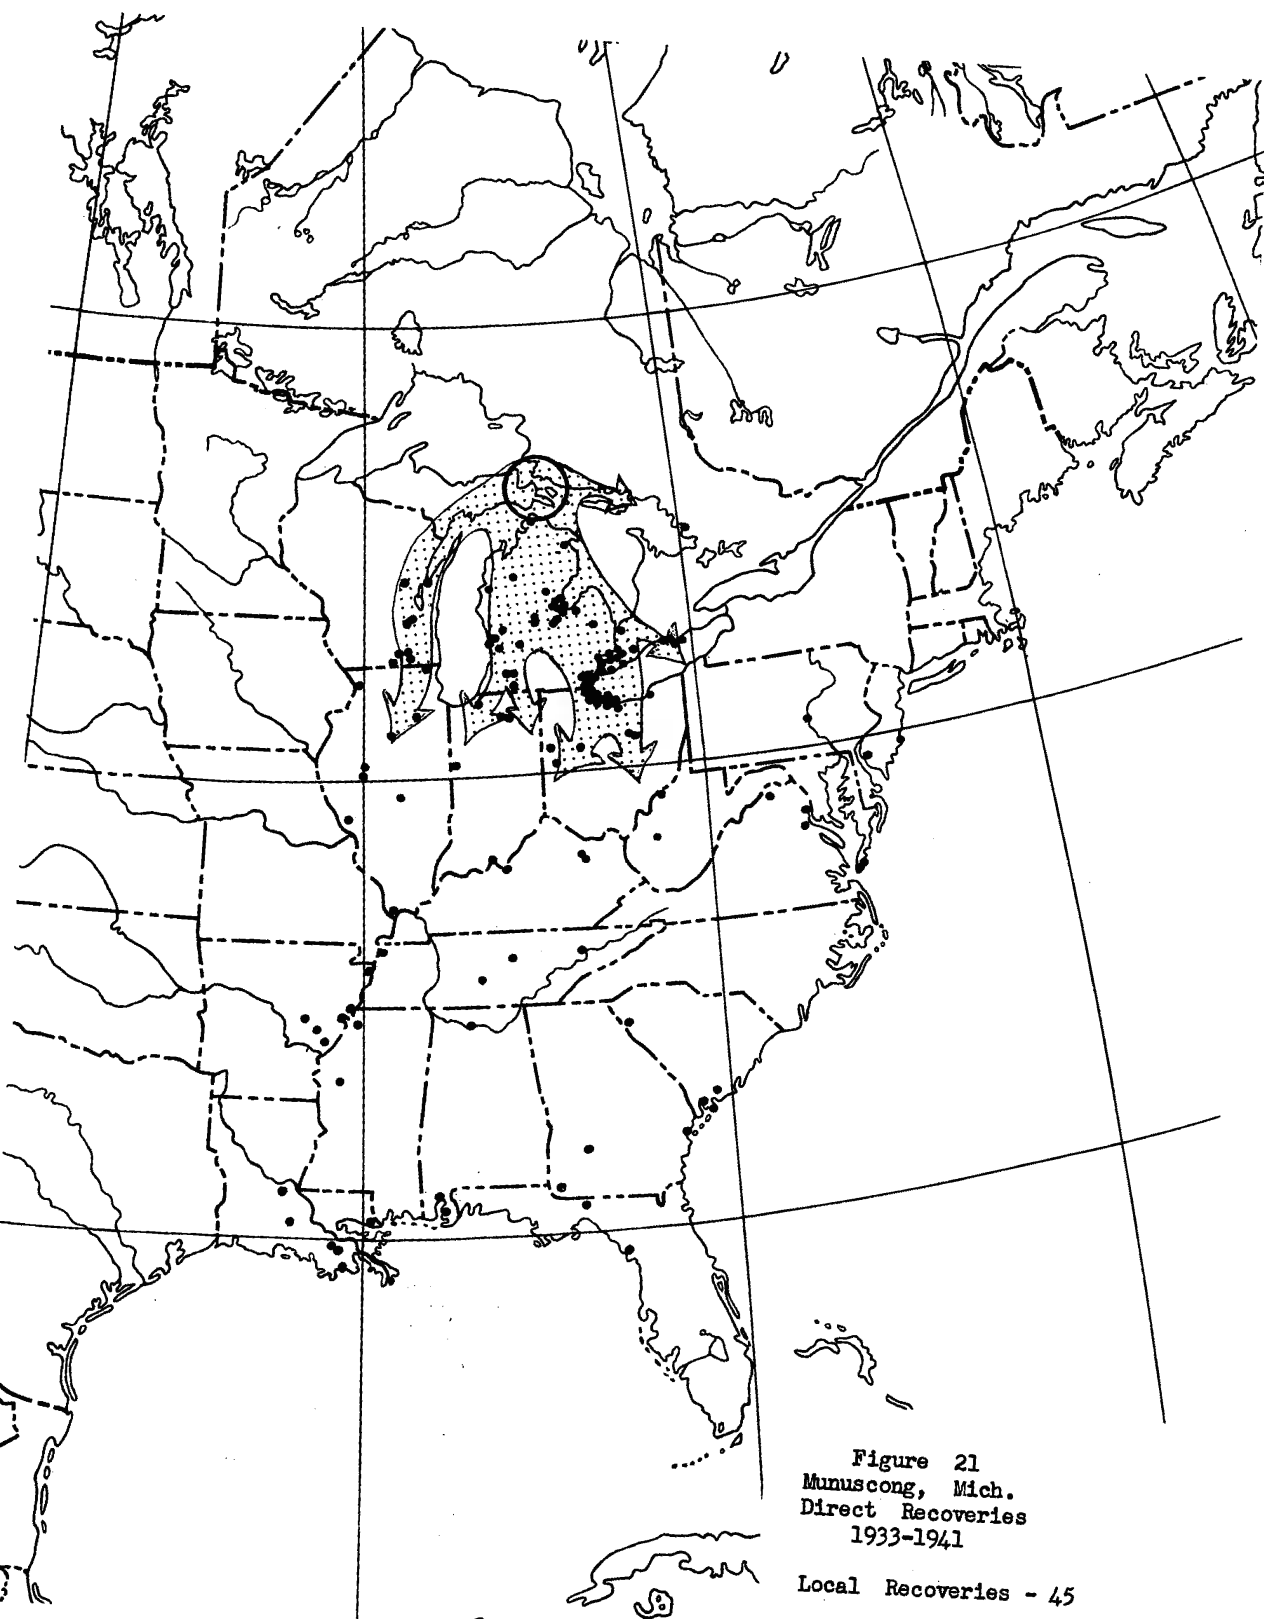 Figure 21
Munuscong, Mich.
Direct Recoveries
1933-1941
Local Recoveries - 45